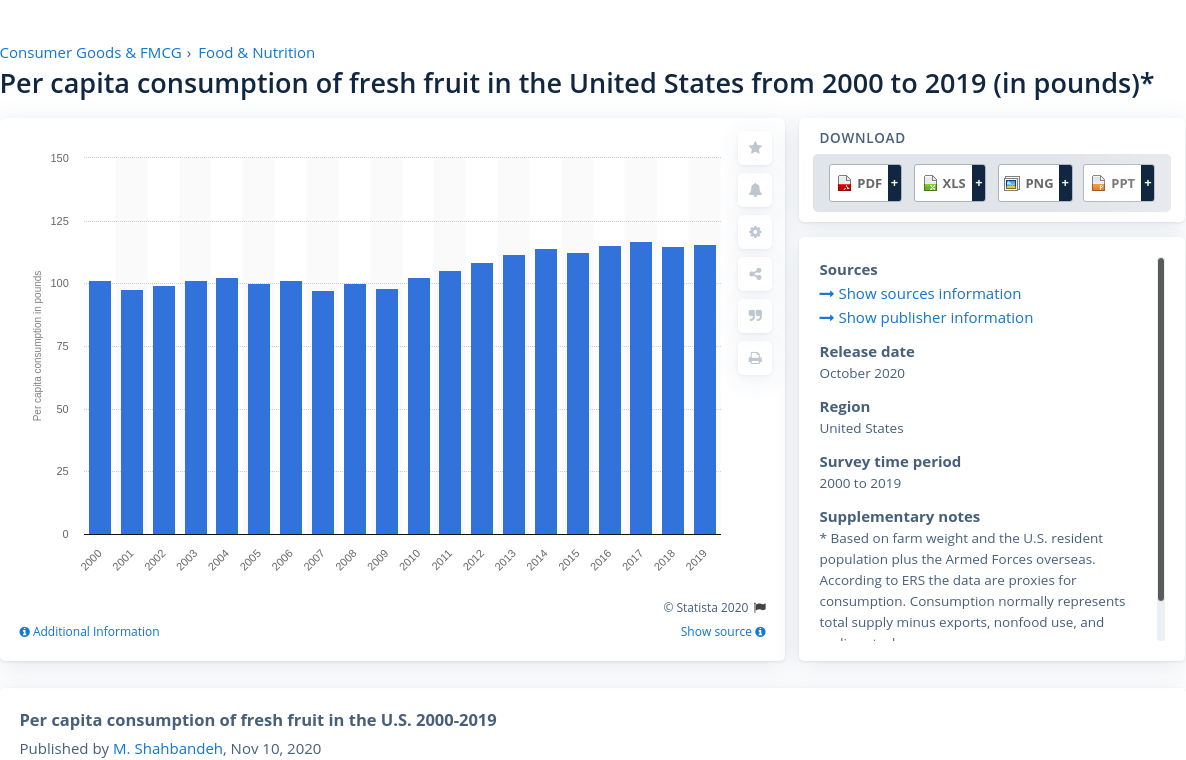 Consumer Goods & FMCG › Food & Nutrition
Per capita consumption of fresh fruit in the United States from 2000 to 2019 (in pounds)*
150
125
100
75
50
25
0
Per capita consumption in pounds
2000 2001 2002 2003 2004 2005 2006 2007 2008 2009 2010 2011 2012 2013 2014 2015 2016 2017 2018 2019
© Statista 2020
Additional Information
Show source
DOWNLOAD
PDF + XLS + PNG + PPT +
Sources
Show sources information
Show publisher information
Release date
October 2020
Region
United States
Survey time period
2000 to 2019
Supplementary notes
* Based on farm weight and the U.S. resident
population plus the Armed Forces overseas.
According to ERS the data are proxies for
consumption. Consumption normally represents
total supply minus exports, nonfood use, and
Per capita consumption of fresh fruit in the U.S. 2000-2019
Published by M. Shahbandeh, Nov 10, 2020